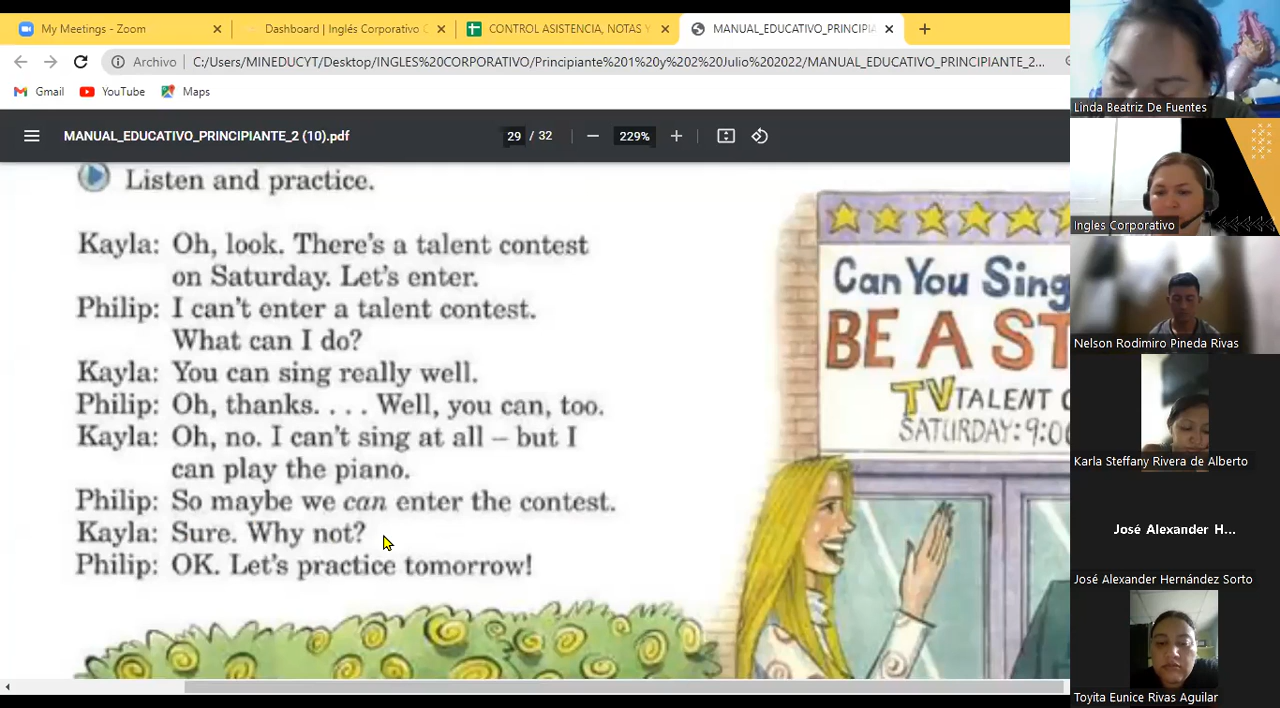 My Meetings - Zoom
Dashboard | Inglés Corporativo
CONTROL ASISTENCIA, NOTAS Y
MANUAL_EDUCATIVO_PRINCIPIA
Archivo C:/Users/MINEDUCYT/Desktop/INGLES%20CORPORATIVO/Principiante%201%20y%202%20Julio%202022/MANUAL_EDUCATIVO_PRINCIPIANTE_2...
Gmail YouTube Maps
MANUAL_EDUCATIVO_PRINCIPIANTE_2 (10).pdf 29 / 32 229%
Listen and practice.
Kayla: Oh, look. There's a talent contest
on Saturday. Let's enter.
Philip: I can't enter a talent contest.
What can I do?
Kayla: You can sing really well.
Philip: Oh, thanks. . . . Well, you can, too.
Kayla: Oh, no. I can't sing at all – but I
can play the piano.
Philip: So maybe we can enter the contest.
Kayla: Sure. Why not?
Philip: OK. Let's practice tomorrow!
Can You Sing
BE A ST
TV TALENT
SATURDAY: 9:00
Linda Beatriz De Fuentes
Ingles Corporativo
Nelson Rodimiro Pineda Rivas
Karla Steffany Rivera de Alberto
José Alexander H...
José Alexander Hernández Sorto
Toyita Eunice Rivas Aguilar